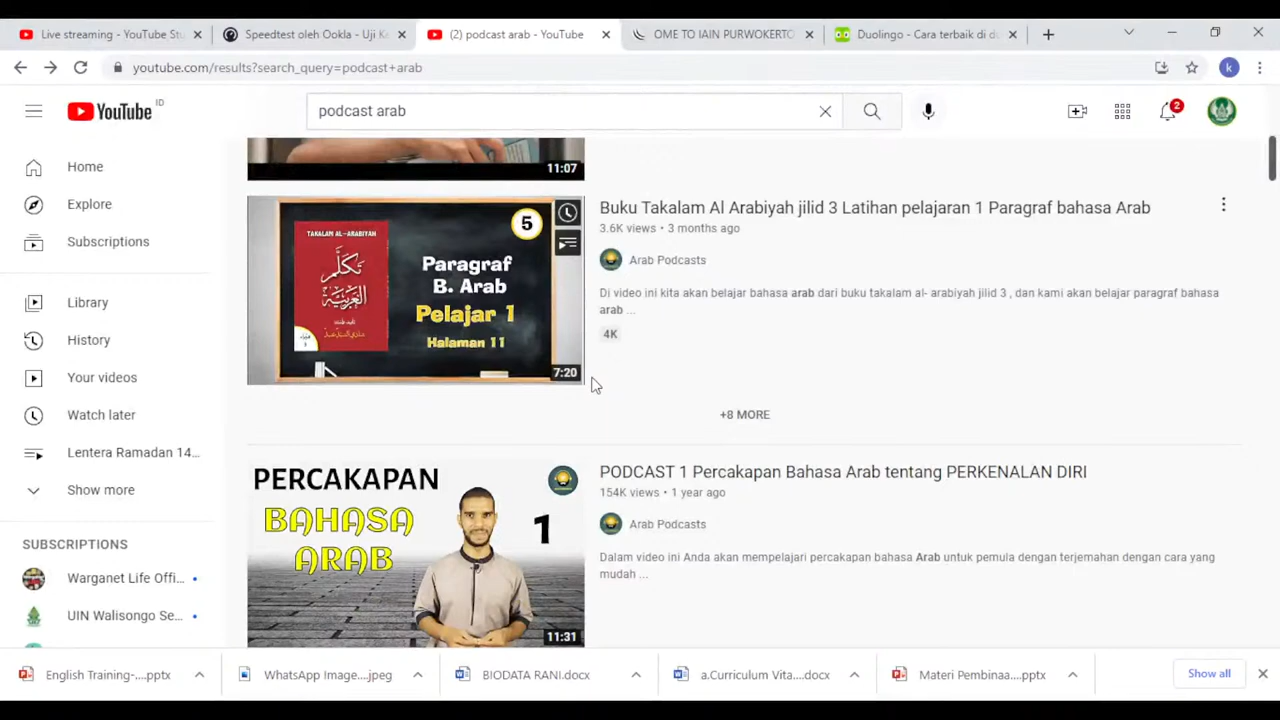 Live streaming - YouTube Stu
Speedtest oleh Ookla - Uji Ke
(2) podcast arab - YouTube
OME TO IAIN PURWOKERTO
Duolingo - Cara terbaik di du
youtube.com/results?search_query=podcast+arab
k
YouTube ID
podcast arab
2
Home
Explore
Subscriptions
Library
History
Your videos
Watch later
Lentera Ramadan 14...
Show more
SUBSCRIPTIONS
Warganet Life Offi...
UIN Walisongo Se...
11:07
TAKALAM AL-ARABIYAH
تكلم
العربية
5
Paragraf
B. Arab
Pelajar 1
Halaman 11
7:20
Buku Takalam Al Arabiyah jilid 3 Latihan pelajaran 1 Paragraf bahasa Arab
3.6K views • 3 months ago
Arab Podcasts
Di video ini kita akan belajar bahasa arab dari buku takalam al- arabiyah jilid 3 , dan kami akan belajar paragraf bahasa
arab ...
4K
+8 MORE
PERCAKAPAN
BAHASA
ARAB
1
11:31
PODCAST 1 Percakapan Bahasa Arab tentang PERKENALAN DIRI
154K views • 1 year ago
Arab Podcasts
Dalam video ini Anda akan mempelajari percakapan bahasa Arab untuk pemula dengan terjemahan dengan cara yang
mudah ...
English Training-....pptx
WhatsApp Image....jpeg
BIODATA RANI.docx
a.Curriculum Vita....docx
Materi Pembinaa....pptx
Show all